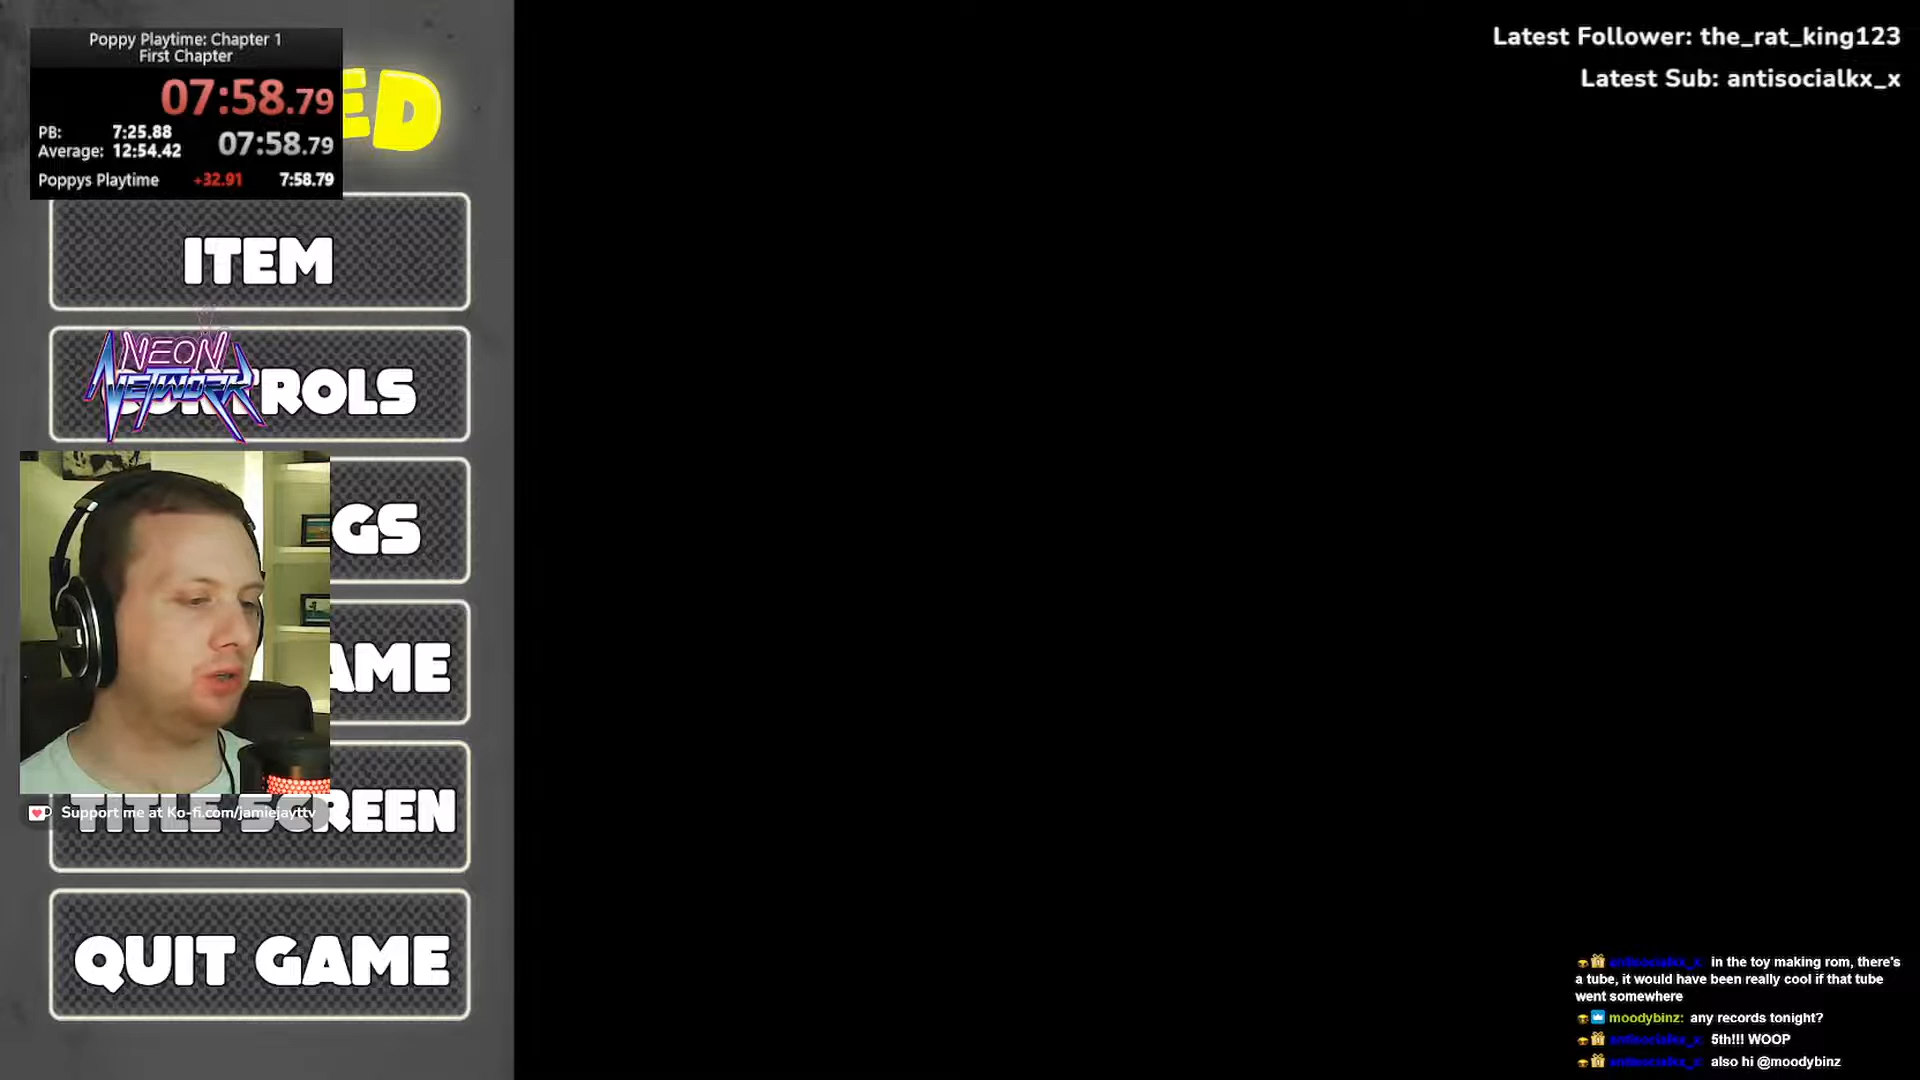 Poppy Playtime: Chapter 1
First Chapter
07:58.79
PB: 7:25.88
Average: 12:54.42
07:58.79
Poppys Playtime +32.91 7:58.79
ED
ITEM
NEON
NETWORK
ROLS
GS
AME
TITLE SCREEN
Support me at Ko-fi.com/jamiejayttv
QUIT GAME
Latest Follower: the_rat_king123
Latest Sub: antisocialkx_x
antisocialkx_x: in the toy making rom, there's
a tube, it would have been really cool if that tube
went somewhere
moodybinz: any records tonight?
antisocialkx_x: 5th!!! WOOP
antisocialkx_x: also hi @moodybinz